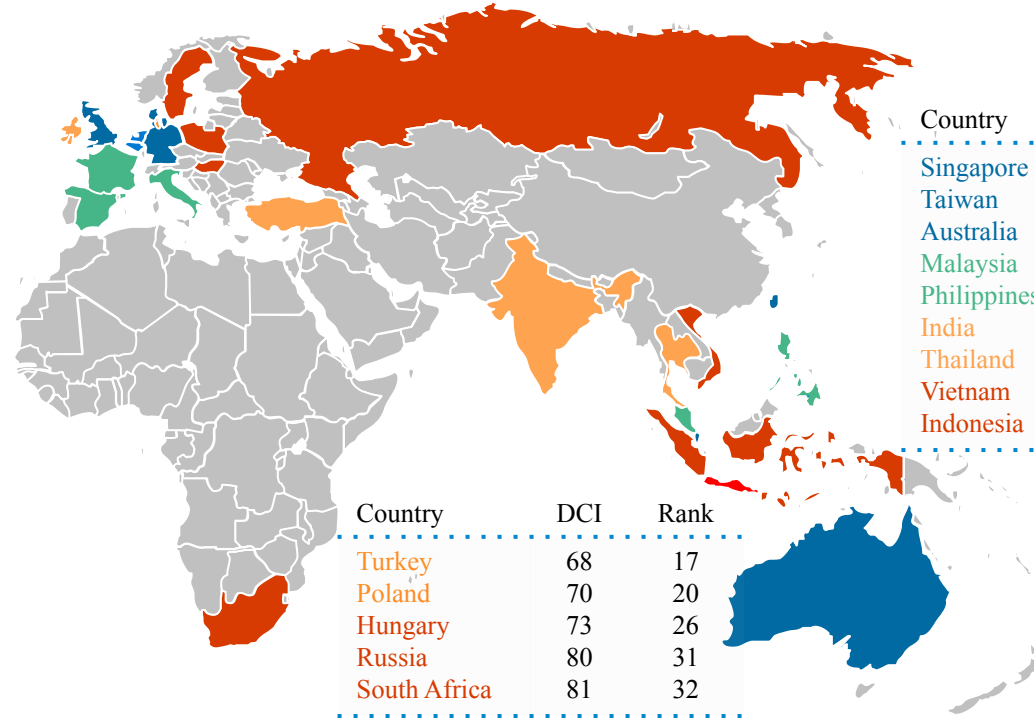 Country
Singapore
Taiwan
Australia
Malaysia
Philippines
India
Thailand
Vietnam
Indonesia
Country DCI Rank
Turkey 68 17
Poland 70 20
Hungary 73 26
Russia 80 31
South Africa 81 32